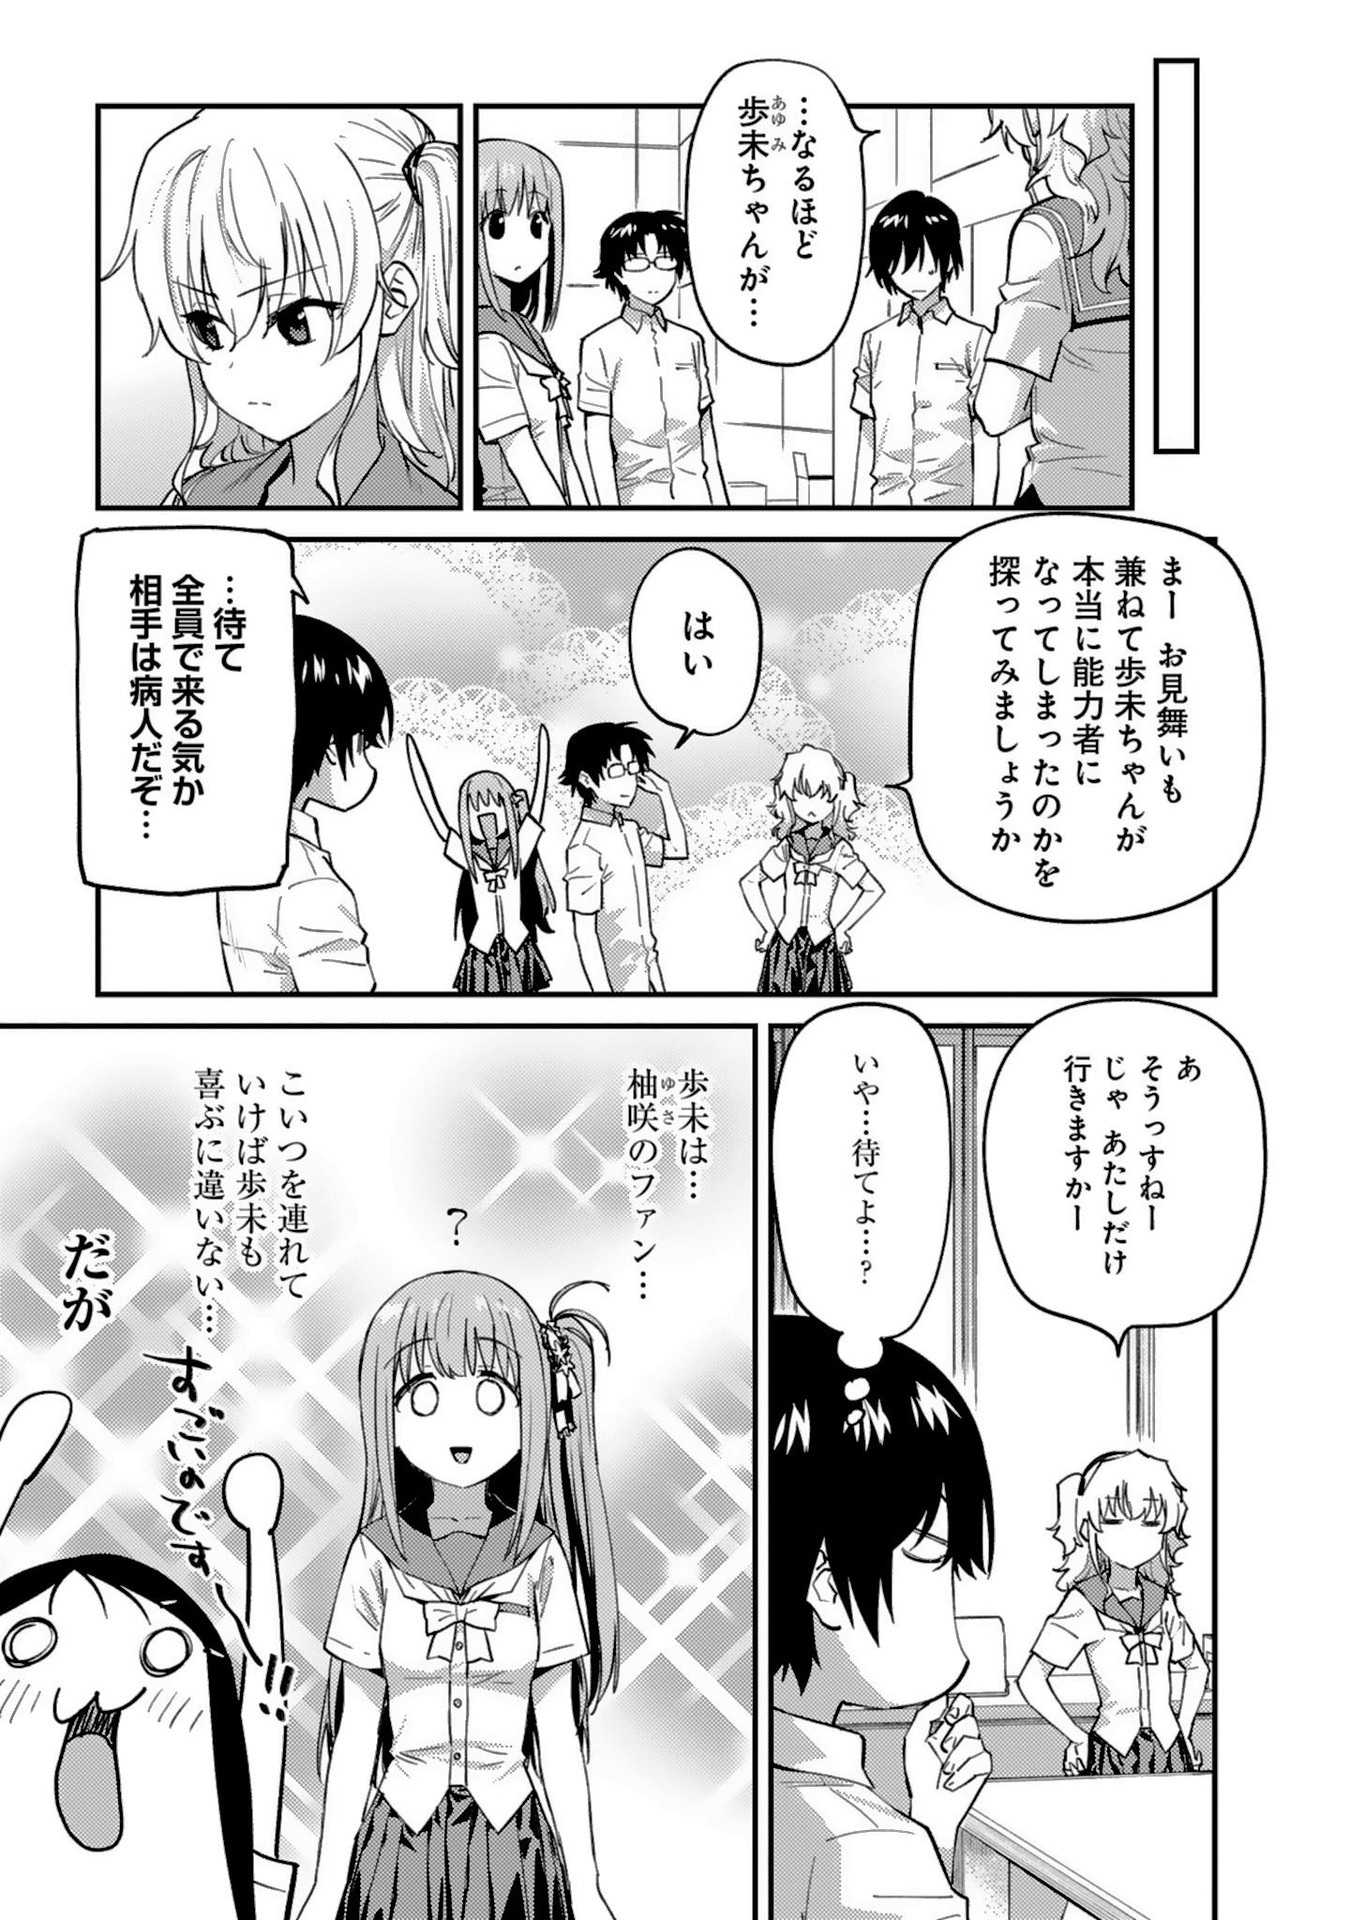 …なるほど
歩未ちゃんが…
あゆみ
まー お見舞いも
兼ねて歩未ちゃんが
本当に能力者に
なってしまったのかを
探ってみましょうか
はい
…待て
全員で来る気か
相手は病人だぞ…
あ
そうっすねー
じゃ あたしだけ
行きますかー
いや…待てよ…?
歩未は…
柚咲のファン…
ゆさ
?
こいつを連れて
いけば歩未も
喜ぶに違いない…
だが
すごいのですー!!